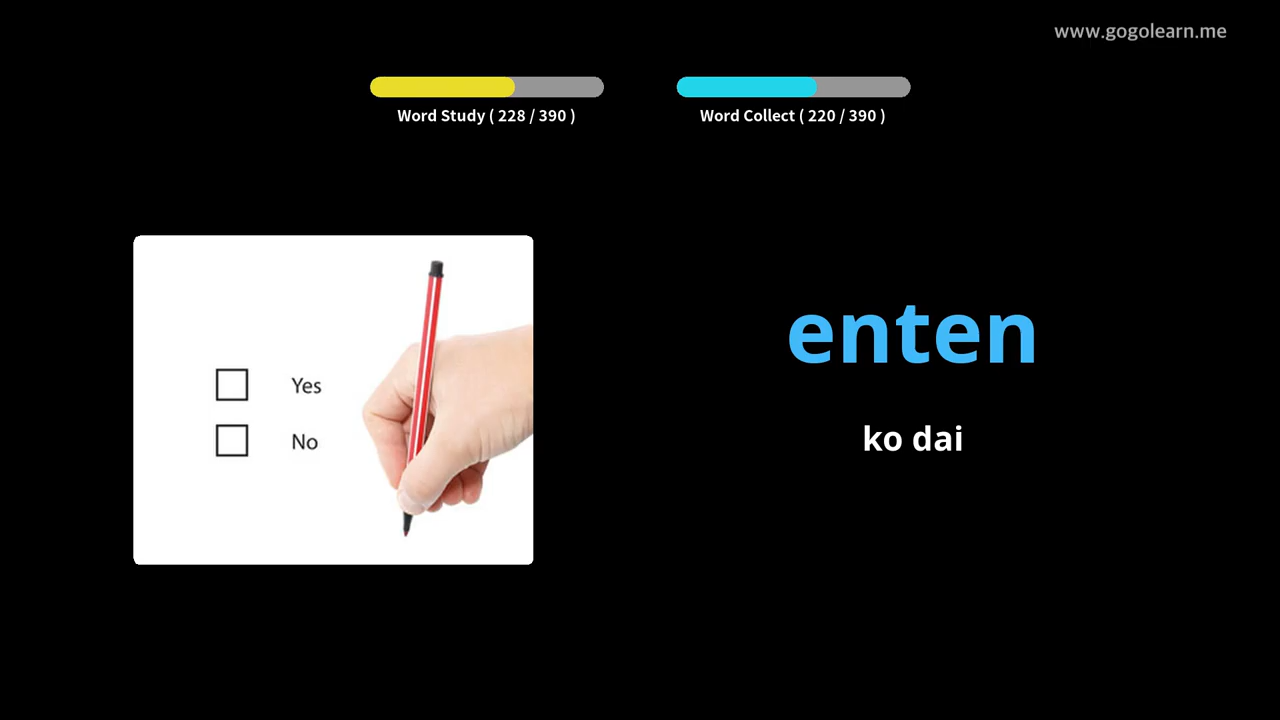 www.gogolearn.me
Word Study ( 228 / 390 )
Word Collect ( 220 / 390 )
Yes
No
enten
ko dai